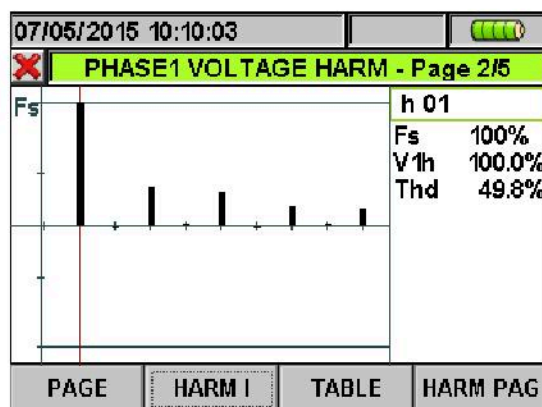 07/05/2015 10:10:03
PHASE1 VOLTAGE HARM - Page 2/5
Fs
h 01
Fs 100%
V1h 100.0%
Thd 49.8%
PAGE HARM I TABLE HARM PAG